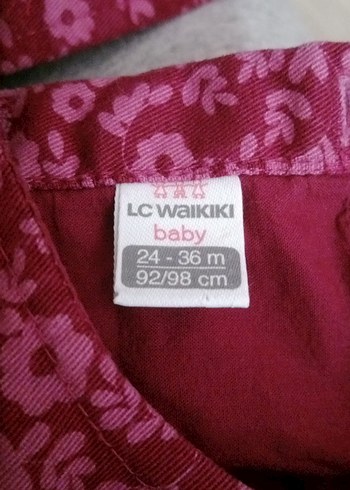 LC WAIKIKI
baby
24 - 36 m
92/98 cm